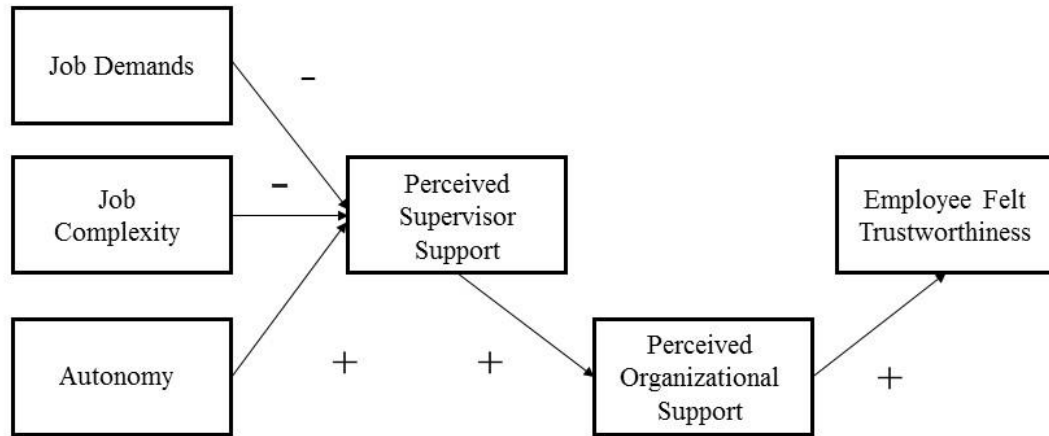 Job Demands
-
Job
Complexity
-
Perceived
Supervisor
Support
Employee Felt
Trustworthiness
Autonomy
+
+
Perceived
Organizational
Support
+